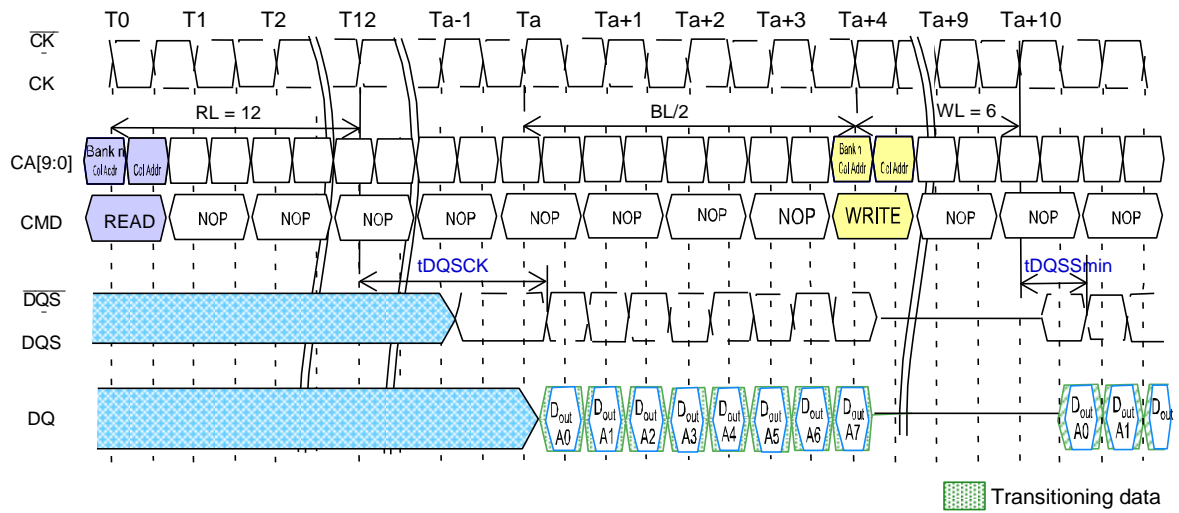 T0 T1 T2 T12 Ta-1 Ta Ta+1 Ta+2 Ta+3 Ta+4 Ta+9 Ta+10
CK
CK
RL = 12 BL/2 WL = 6
CA[9:0] Bank n Col Addr Col Addr Bank n Col Addr Col Addr
CMD READ NOP NOP NOP NOP NOP NOP NOP NOP WRITE NOP NOP NOP
tDQSCK tDQSSmin
DQS
DQS
DQ Dout A0 Dout A1 Dout A2 Dout A3 Dout A4 Dout A5 Dout A6 Dout A7 Dout A0 Dout A1 Dout
Transitioning data